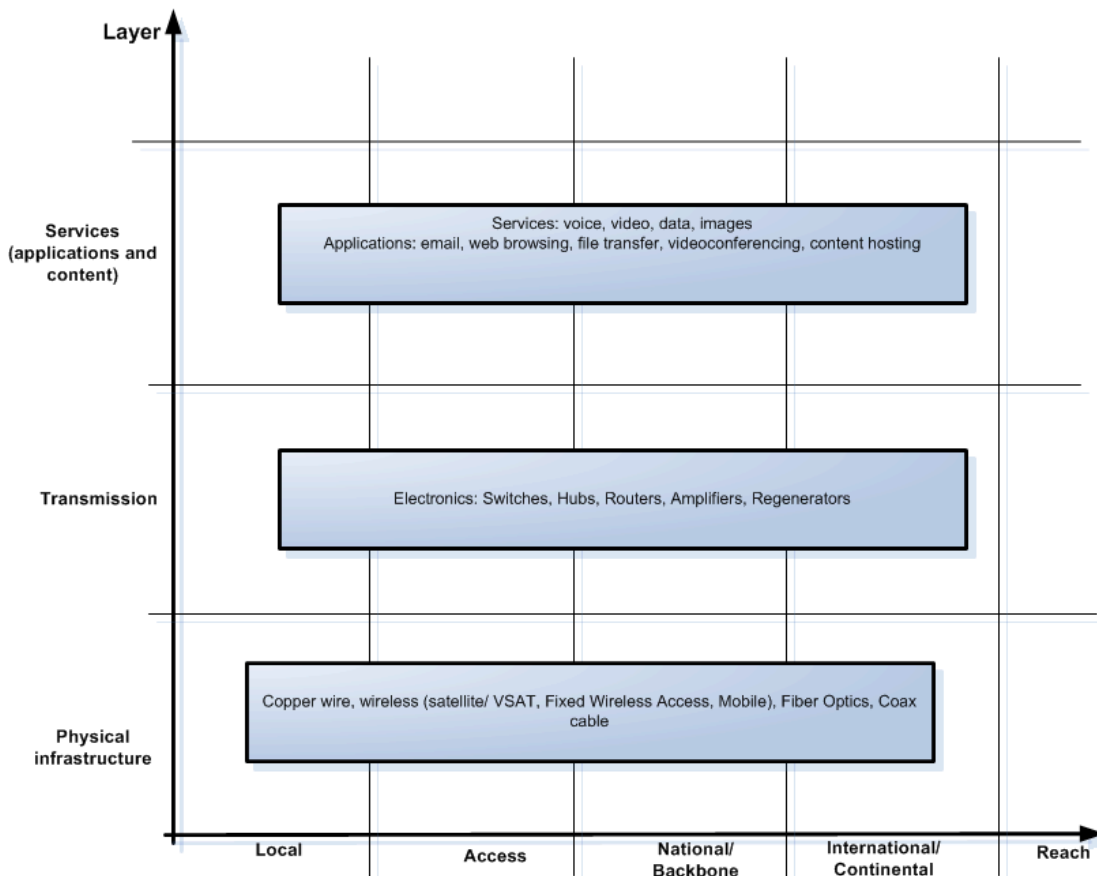 Layer
Services
(applications and
content)
Services: voice, video, data, images
Applications: email, web browsing, file transfer, videoconferencing, content hosting
Transmission
Electronics: Switches, Hubs, Routers, Amplifiers, Regenerators
Physical
infrastructure
Copper wire, wireless (satellite/ VSAT, Fixed Wireless Access, Mobile), Fiber Optics, Coax
cable
Local
Access
National/
Backbone
International/
Continental
Reach